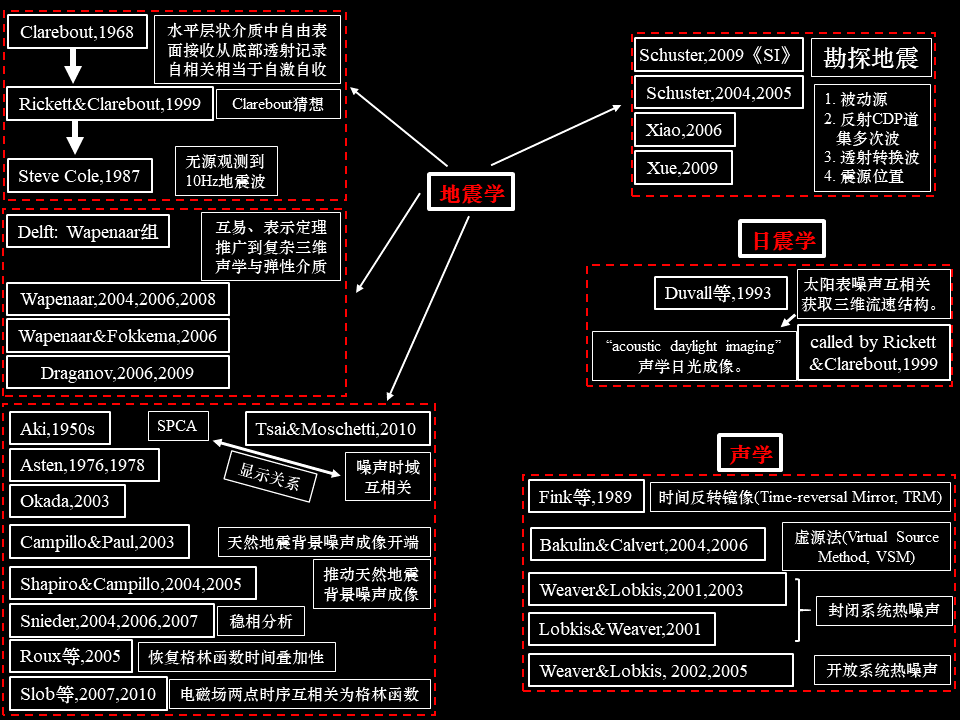 Clarebout,1968
水平层状介质中自由表
面接收从底部透射记录
自相关相当于自激自收
Rickett&Clarebout,1999
Clarebout猜想
Steve Cole,1987
无源观测到
10Hz地震波
Delft: Wapenaar组
互易、表示定理
推广到复杂三维
声学与弹性介质
Wapenaar,2004,2006,2008
Wapenaar&Fokkema,2006
Draganov,2006,2009
Aki,1950s
SPCA
Tsai&Moschetti,2010
Asten,1976,1978
显示关系
噪声时域
互相关
Okada,2003
Campillo&Paul,2003
天然地震背景噪声成像开端
Shapiro&Campillo,2004,2005
推动天然地震
背景噪声成像
Snieder,2004,2006,2007
稳相分析
Roux等,2005
恢复格林函数时间叠加性
Slob等,2007,2010
电磁场两点时序互相关为格林函数
地震学
Schuster,2009《SI》
勘探地震
Schuster,2004,2005
Xiao,2006
Xue,2009
1. 被动源
2. 反射CDP道
集多次波
3. 透射转换波
4. 震源位置
日震学
Duvall等,1993
太阳表噪声互相关
获取三维流速结构。
“acoustic daylight imaging”
声学日光成像。
called by Rickett
&Clarebout,1999
声学
Fink等,1989
时间反转镜像(Time-reversal Mirror, TRM)
Bakulin&Calvert,2004,2006
虚源法(Virtual Source
Method, VSM)
Weaver&Lobkis,2001,2003
Lobkis&Weaver,2001
封闭系统热噪声
Weaver&Lobkis, 2002,2005
开放系统热噪声